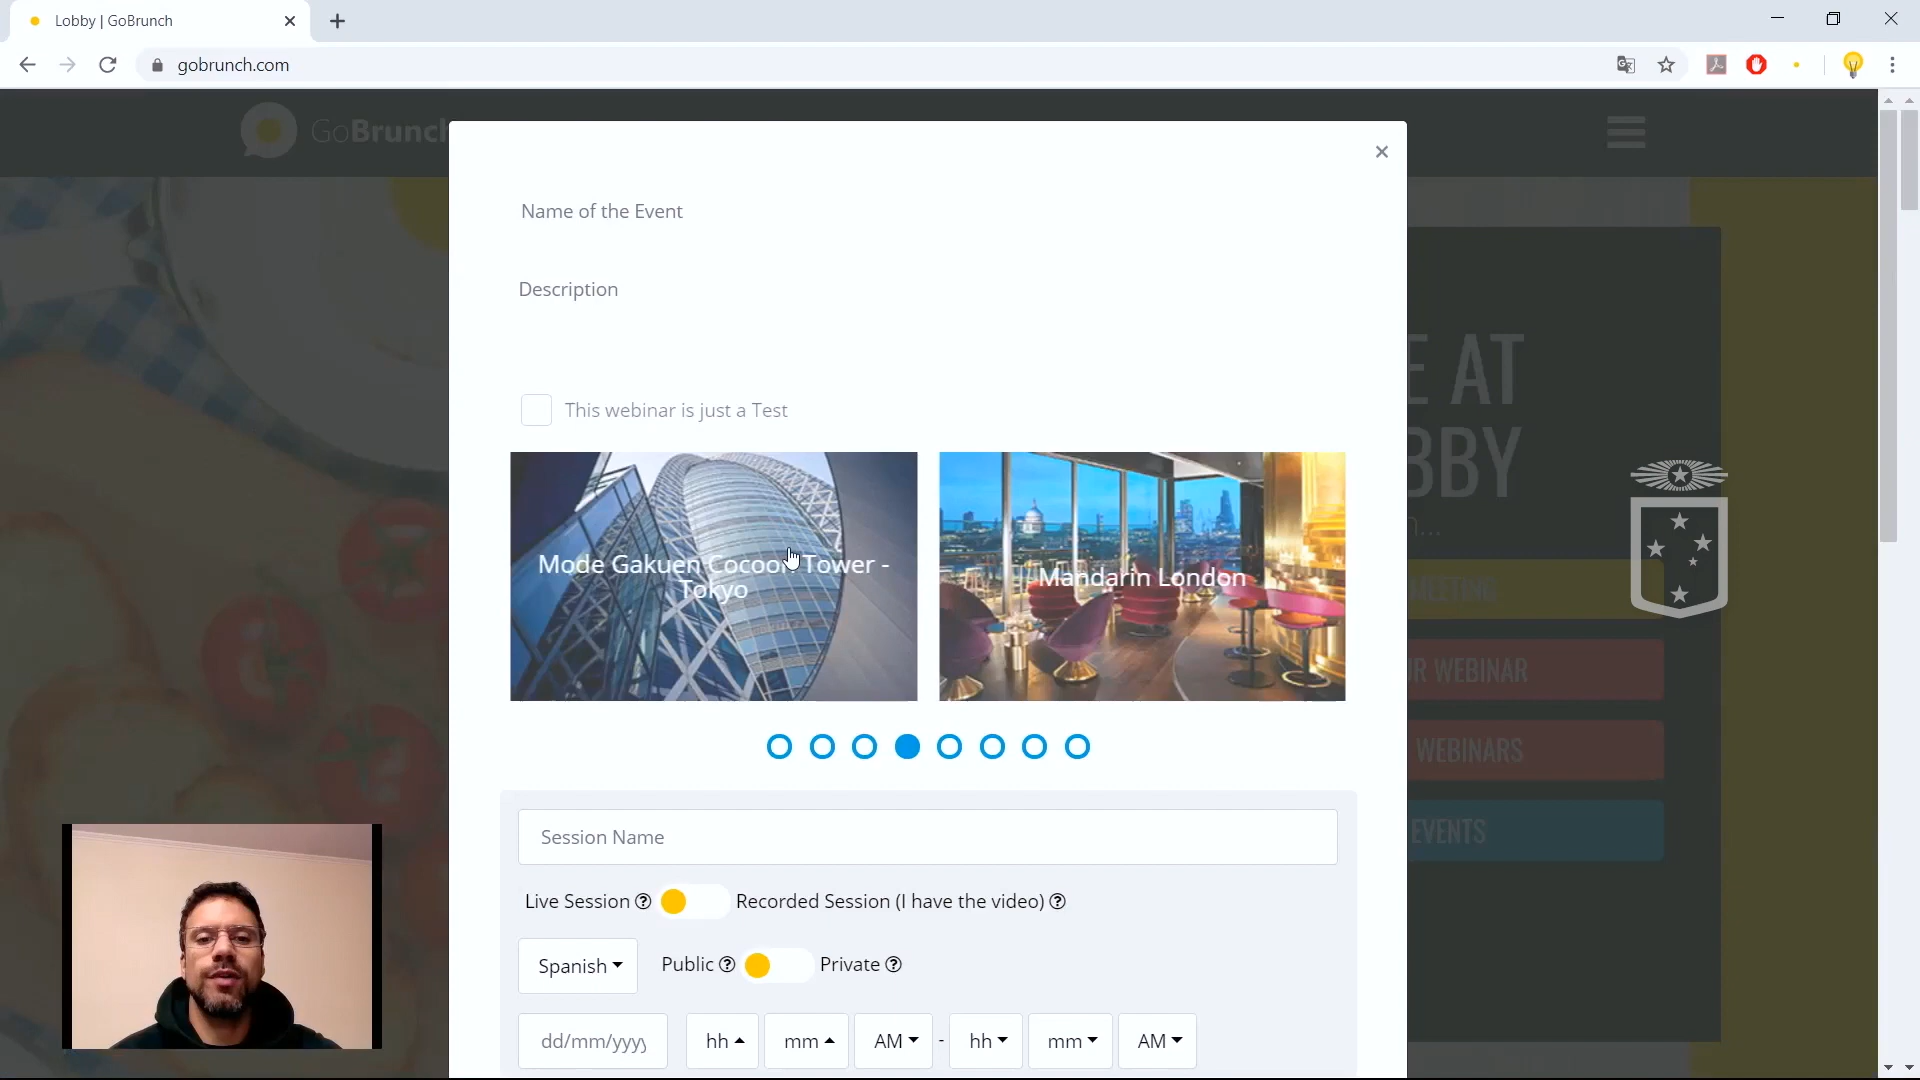 Lobby | GoBrunch
gobrunch.com
GoBrunch
Name of the Event
Description
This webinar is just a Test
Mode Gakuen Cocoon Tower -
Tokyo
Mandarin London
E AT
BBY
MEETING
UR WEBINAR
WEBINARS
EVENTS
Session Name
Live Session
Recorded Session (I have the video)
Spanish
Public
Private
dd/mm/yyyy
hh
mm
AM
-
hh
mm
AM